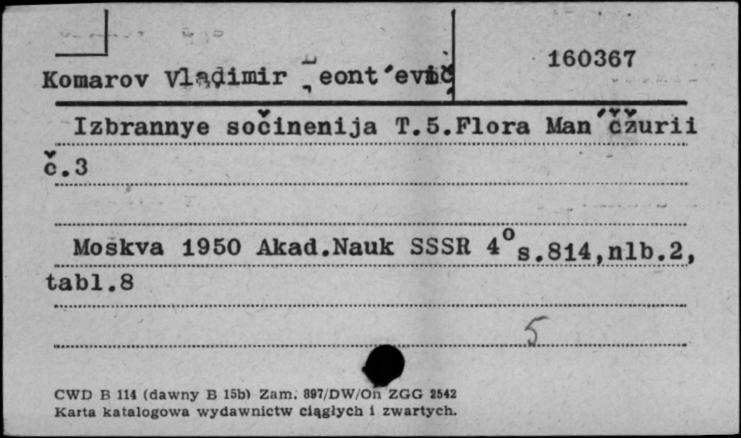 160367
Komarov Vladimir Leont´evič
Izbrannye sočinenija T.5.Flora Man´čžurii
č.3
Moskva 1950 Akad.Nauk SSSR 4° s.814,nlb.2,
tabl.8
5
CWD B 114 (dawny B 15b) Zam. 897/DW/On ZGG 2542
Karta katalogowa wydawnictw ciągłych i zwartych.